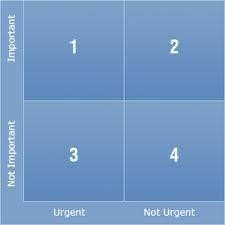 Important
1
2
Not Important
3
4
Urgent
Not Urgent